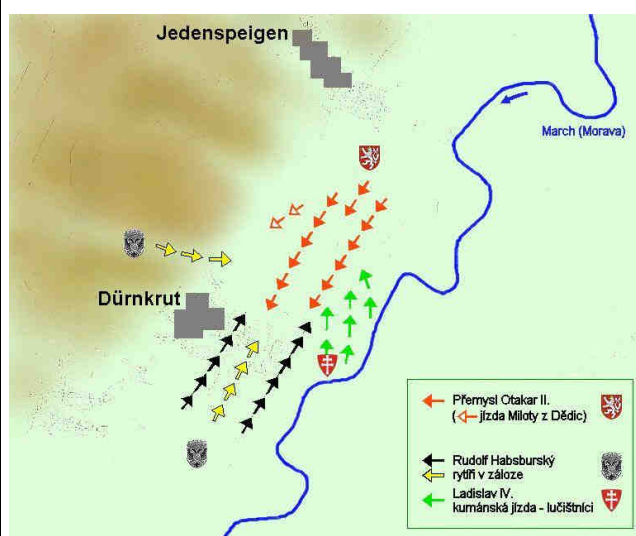 Jedenspeigen
March (Morava)
Dürnkrut
Přemysl Otakar II.
( jízda Miloty z Dědic)
Rudolf Habsburský
rytíři v záloze
Ladislav IV.
kumánská jízda - lučištníci